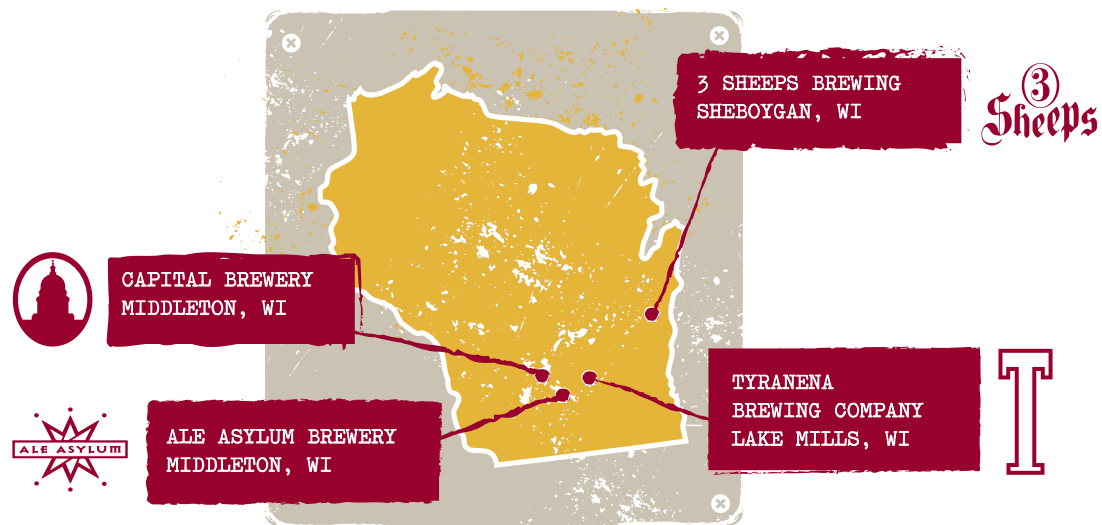 3 SHEEPS BREWING
SHEBOYGAN, WI
3
Sheeps
CAPITAL BREWERY
MIDDLETON, WI
TYRANENA
BREWING COMPANY
LAKE MILLS, WI
T
ALE ASYLUM BREWERY
MIDDLETON, WI
ALE ASYLUM